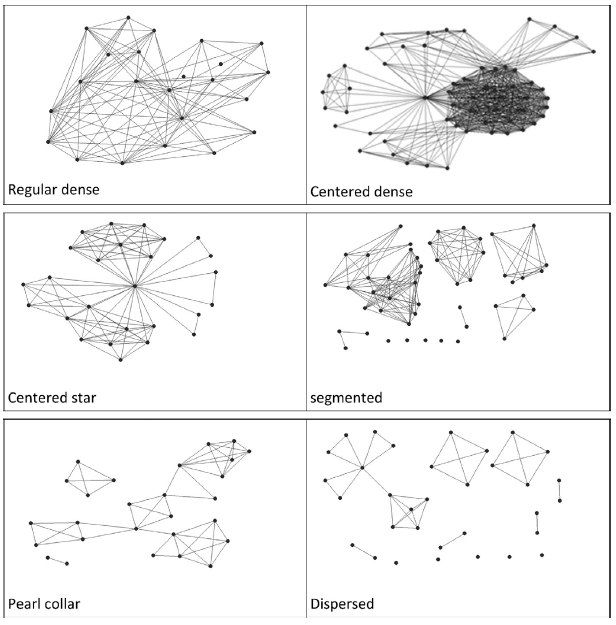 Regular dense
Centered dense
Centered star
segmented
Pearl collar
Dispersed